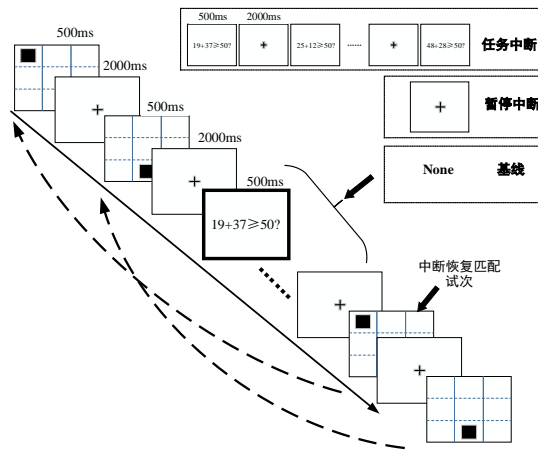 500ms 2000ms
19+37≥50? + 25+12≥50? ...... + 48+28≥50? 任务中断
+ 暂停中断
None 基线
500ms
2000ms
+
500ms
2000ms
+
500ms
19+37≥50?
+
中断恢复匹配
试次
+